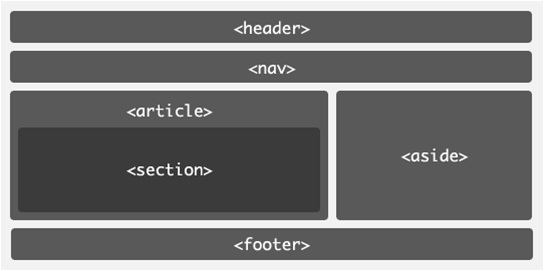 <header>
<nav>
<article>
<section>
<aside>
<footer>